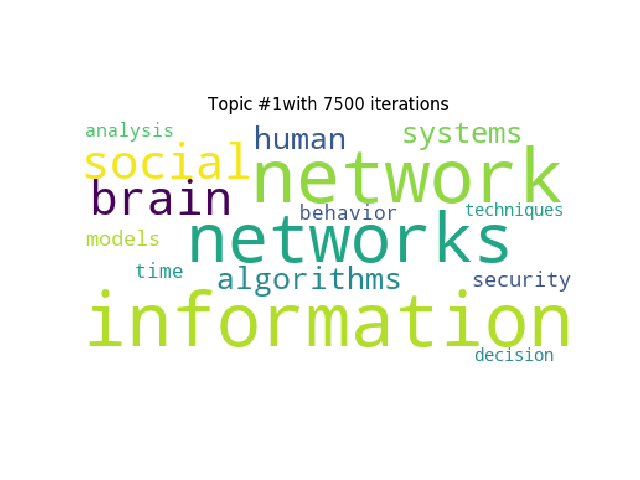 Topic #1with 7500 iterations
analysis
human
systems
social
network
brain
behavior
techniques
networks
models
time
algorithms
security
information
decision